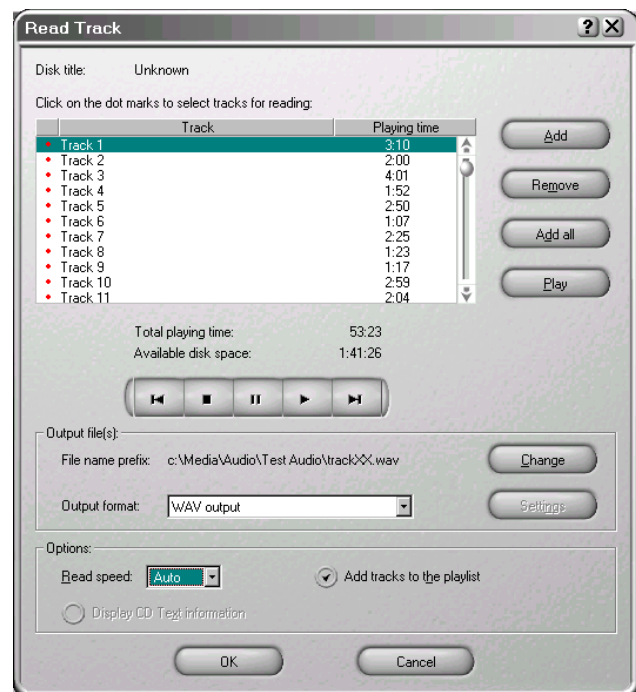 Read Track
Disk title: Unknown
Click on the dot marks to select tracks for reading:
Track Playing time
Track 1 3:10
Track 2 2:00
Track 3 4:01
Track 4 1:52
Track 5 2:50
Track 6 1:07
Track 7 2:25
Track 8 1:23
Track 9 1:17
Track 10 2:59
Track 11 2:04
Add
Remove
Add all
Play
Total playing time: 53:23
Available disk space: 1:41:26
Output file(s):
File name prefix: c:\Media\Audio\Test Audio\trackXX.wav
Change
Output format: WAV output
Settings
Options:
Read speed: Auto
Add tracks to the playlist
Display CD Text information
OK Cancel